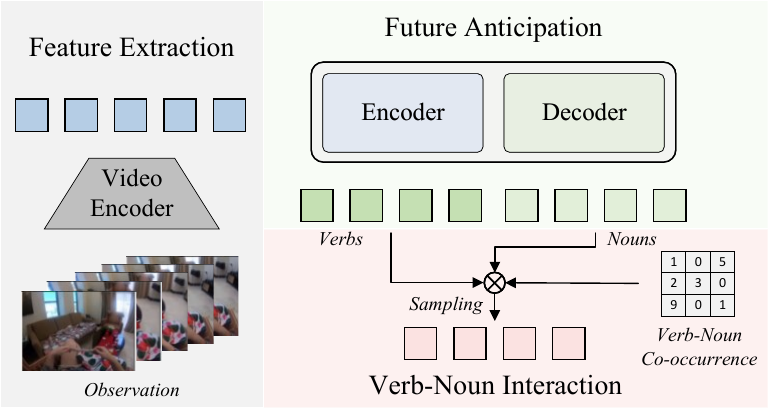 Feature Extraction
Video
Encoder
Observation
Future Anticipation
Encoder
Decoder
Verbs
Nouns
Sampling
1 0 5
2 3 0
9 0 1
Verb-Noun
Co-occurrence
Verb-Noun Interaction